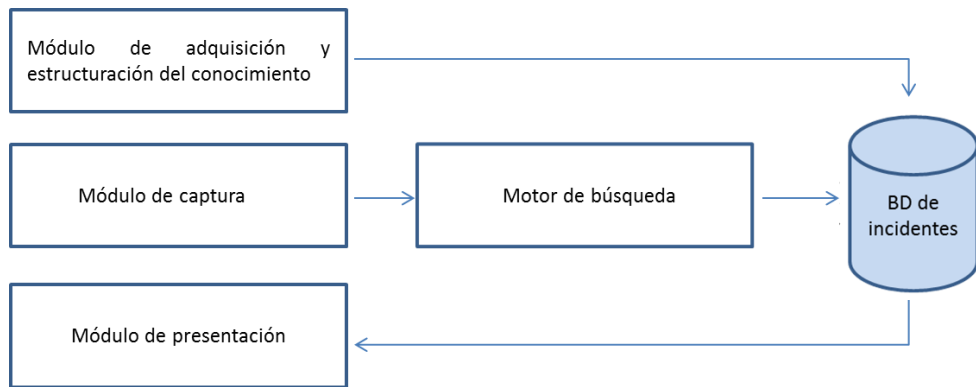 Módulo de adquisición y
estructuración del conocimiento
Módulo de captura
Motor de búsqueda
BD de
incidentes
Módulo de presentación